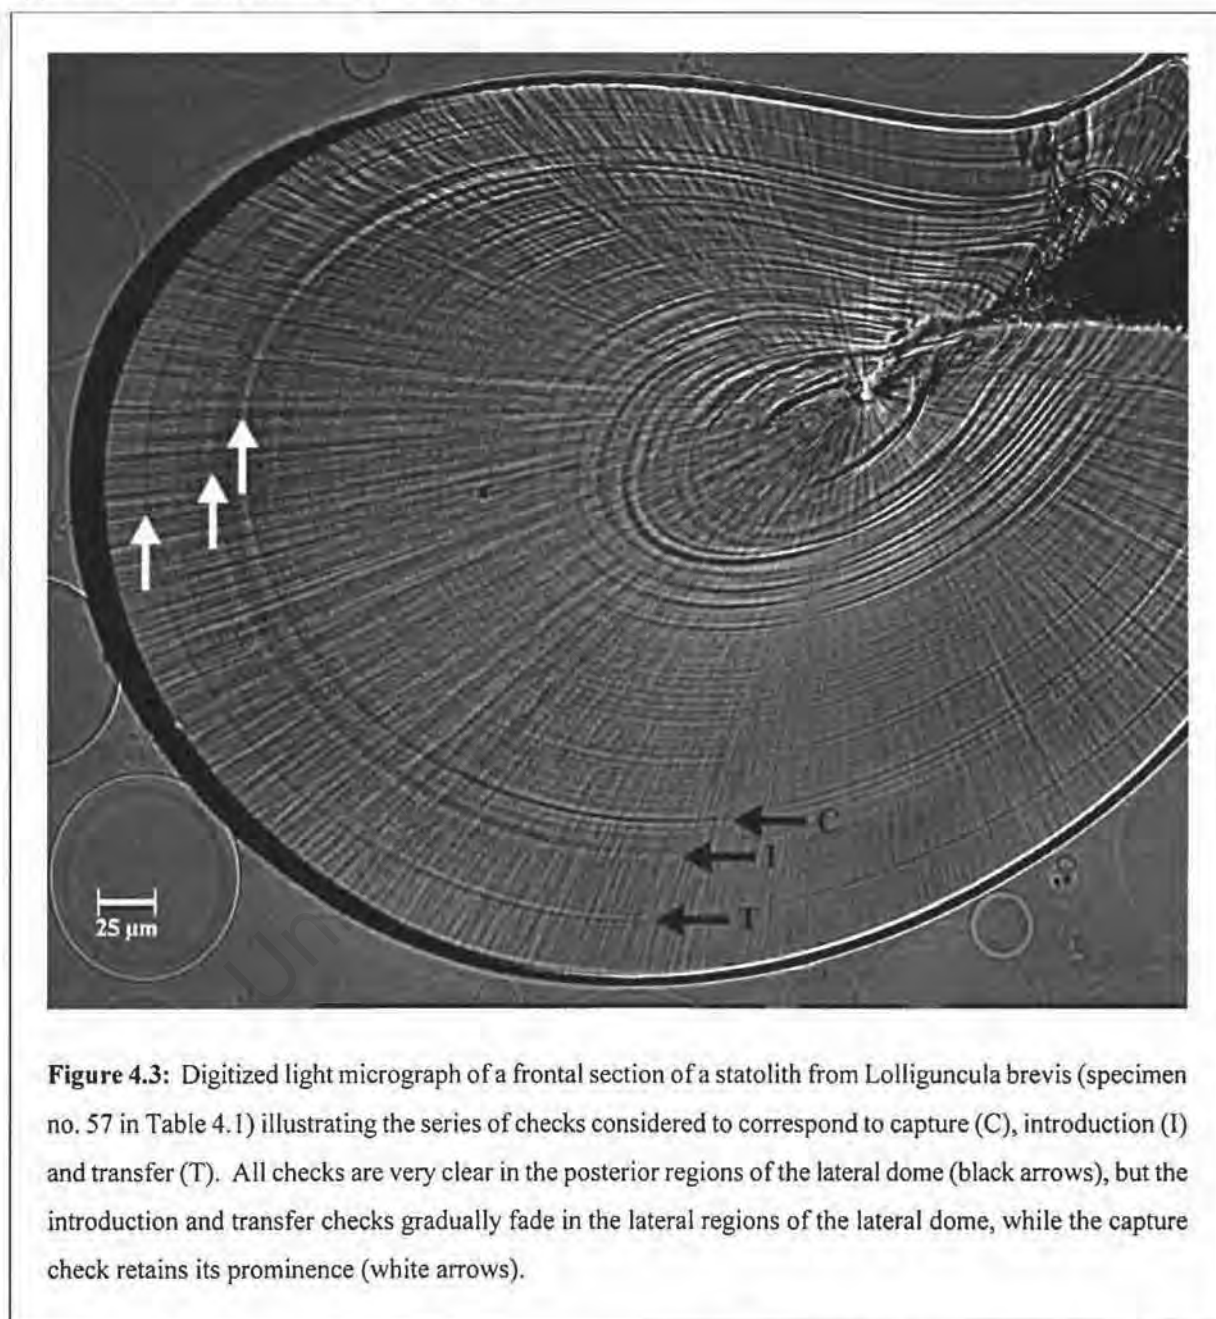 C
I
T
25 µm
Un
Figure 4.3: Digitized light micrograph of a frontal section of a statolith from Lolliguncula brevis (specimen
no. 57 in Table 4.1) illustrating the series of checks considered to correspond to capture (C), introduction (I)
and transfer (T). All checks are very clear in the posterior regions of the lateral dome (black arrows), but the
introduction and transfer checks gradually fade in the lateral regions of the lateral dome, while the capture
check retains its prominence (white arrows).